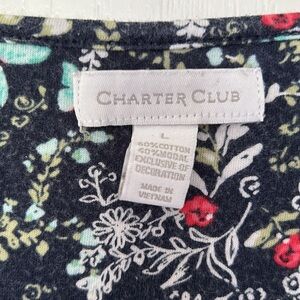 CHARTER CLUB
L
60%COTTON
40%MODAL
EXCLUSIVE OF
DECORATION
MADE IN
VIETNAM